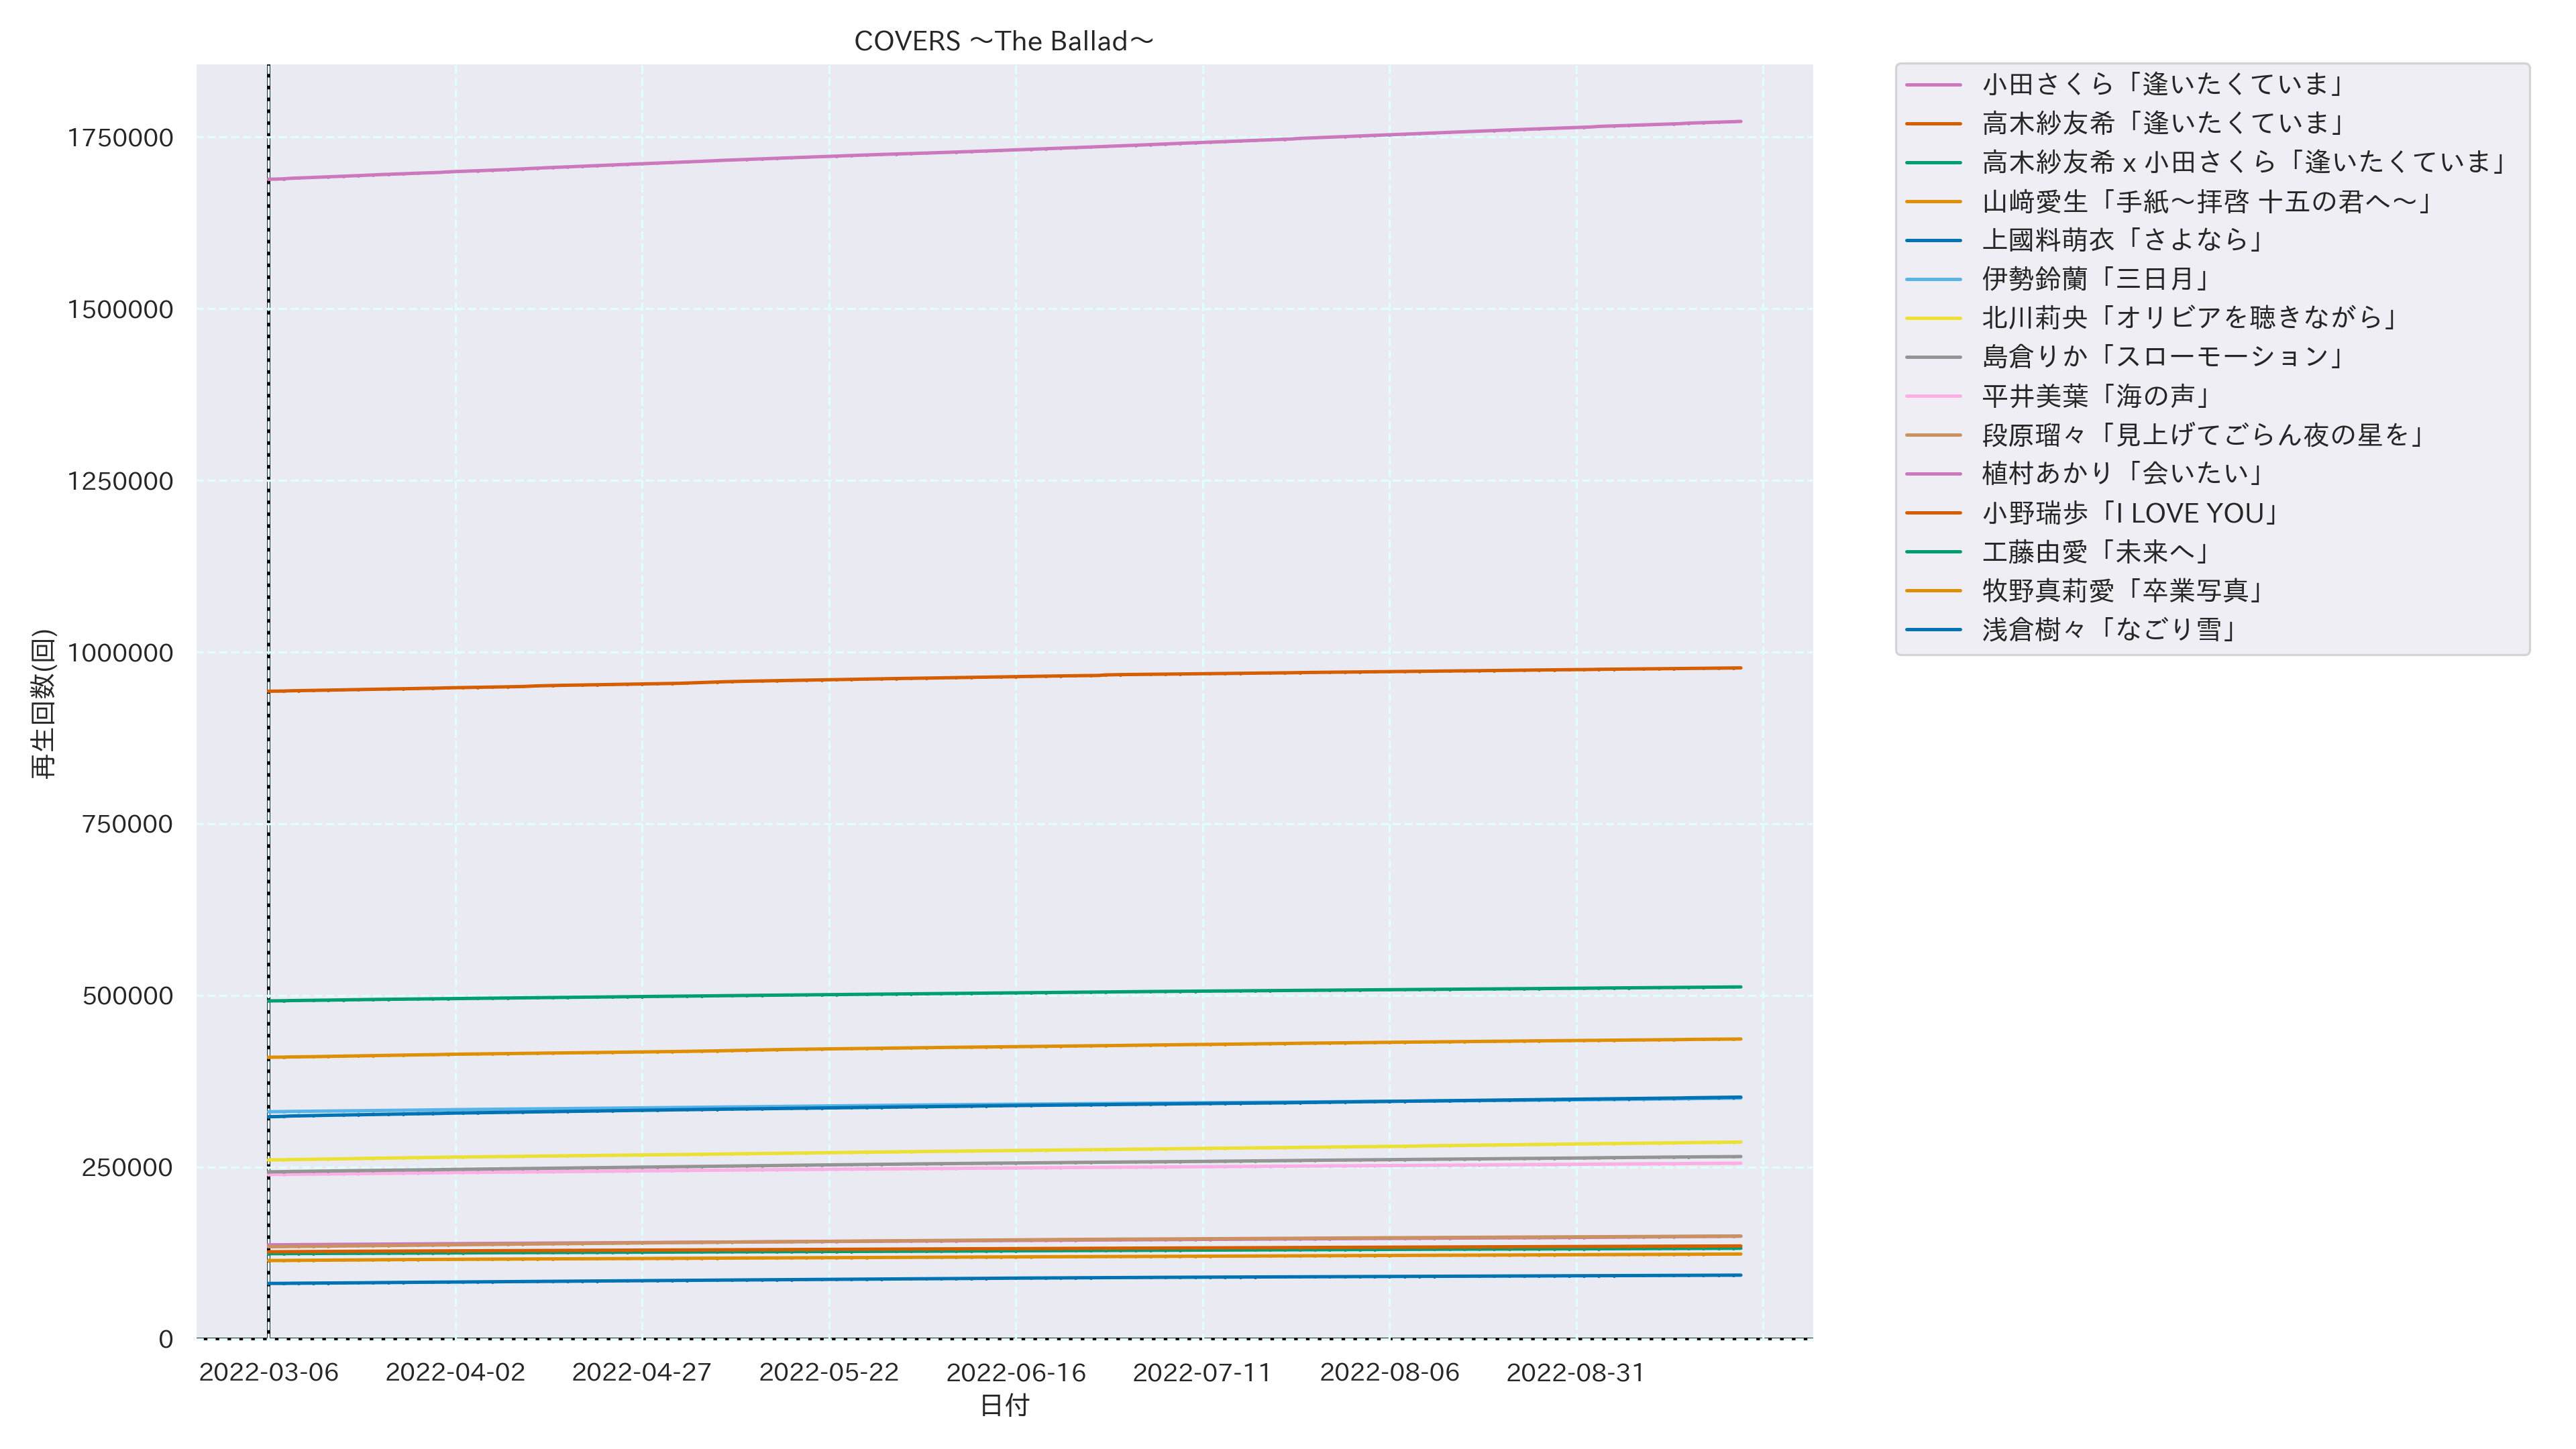 COVERS ～The Ballad～
1750000
1500000
1250000
1000000
750000
500000
250000
0
再生回数(回)
2022-03-06
2022-04-02
2022-04-27
2022-05-22
2022-06-16
2022-07-11
2022-08-06
2022-08-31
日付
小田さくら「逢いたくていま」
高木紗友希「逢いたくていま」
高木紗友希 x 小田さくら「逢いたくていま」
山﨑愛生「手紙～拝啓 十五の君へ～」
上國料萌衣「さよなら」
伊勢鈴蘭「三日月」
北川莉央「オリビアを聴きながら」
島倉りか「スローモーション」
平井美葉「海の声」
段原瑠々「見上げてごらん夜の星を」
植村あかり「会いたい」
小野瑞歩「I LOVE YOU」
工藤由愛「未来へ」
牧野真莉愛「卒業写真」
浅倉樹々「なごり雪」